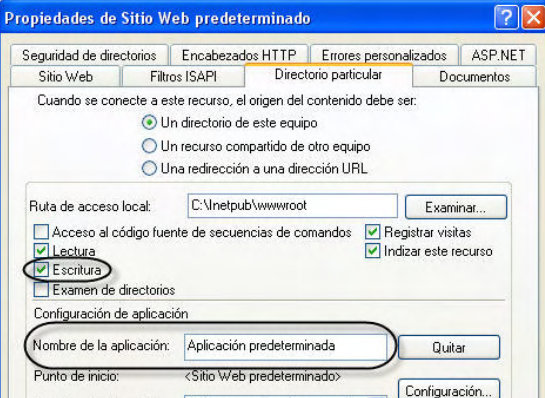 Propiedades de Sitio Web predeterminado
Seguridad de directorios Encabezados HTTP Errores personalizados ASP.NET
Sitio Web Filtros ISAPI Directorio particular Documentos
Cuando se conecte a este recurso, el origen del contenido debe ser:
Un directorio de este equipo
Un recurso compartido de otro equipo
Una redirección a una dirección URL
Ruta de acceso local: C:\Inetpub\wwwroot Examinar...
Acceso al código fuente de secuencias de comandos Registrar visitas
Lectura Indizar este recurso
Escritura
Examen de directorios
Configuración de aplicación
Nombre de la aplicación: Aplicación predeterminada Quitar
Punto de inicio: <Sitio Web predeterminado>
Configuración...